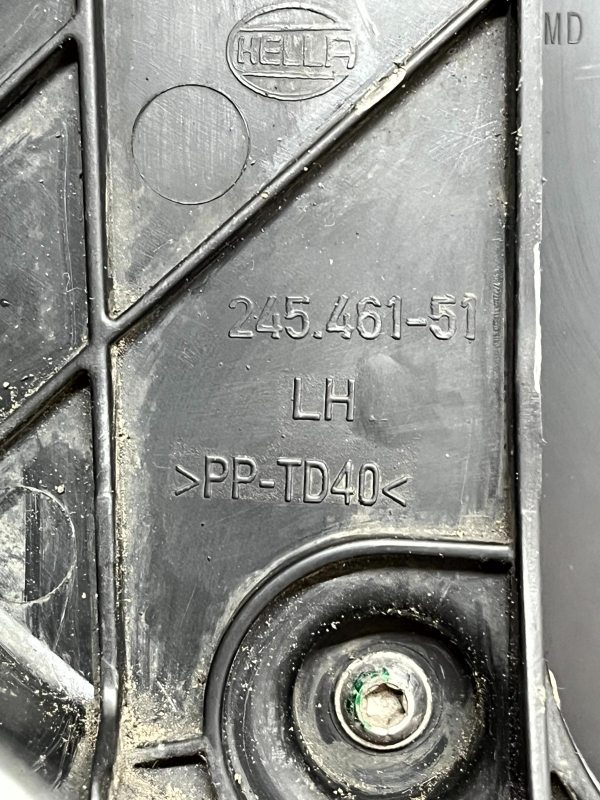 HELLA
MD
245.461-51
LH
>PP-TD40<